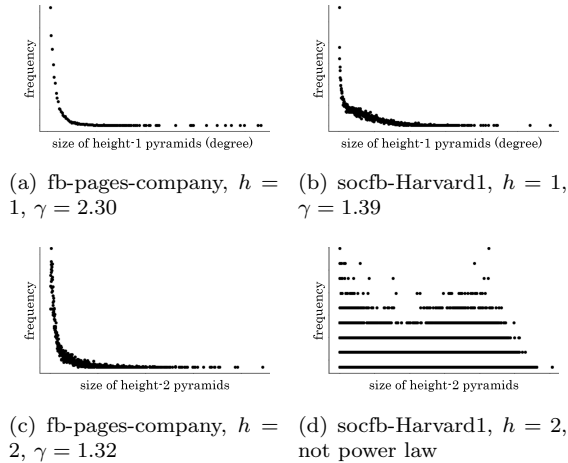 frequency
size of height-1 pyramids (degree)
(a) fb-pages-company, h =
1, γ = 2.30
frequency
size of height-1 pyramids (degree)
(b) socfb-Harvard1, h = 1,
γ = 1.39
frequency
size of height-2 pyramids
(c) fb-pages-company, h =
2, γ = 1.32
frequency
size of height-2 pyramids
(d) socfb-Harvard1, h = 2,
not power law